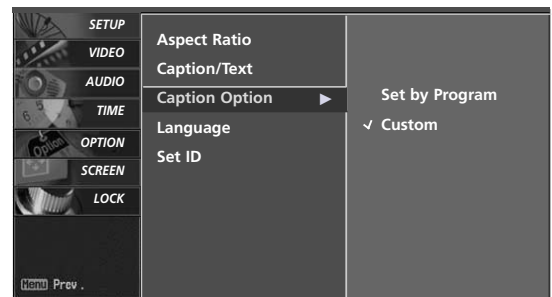 SETUP
VIDEO
AUDIO
TIME
OPTION
SCREEN
LOCK
Menu Prev .
Aspect Ratio
Caption/Text
Caption Option ▶
Language
Set ID
Set by Program
✓ Custom